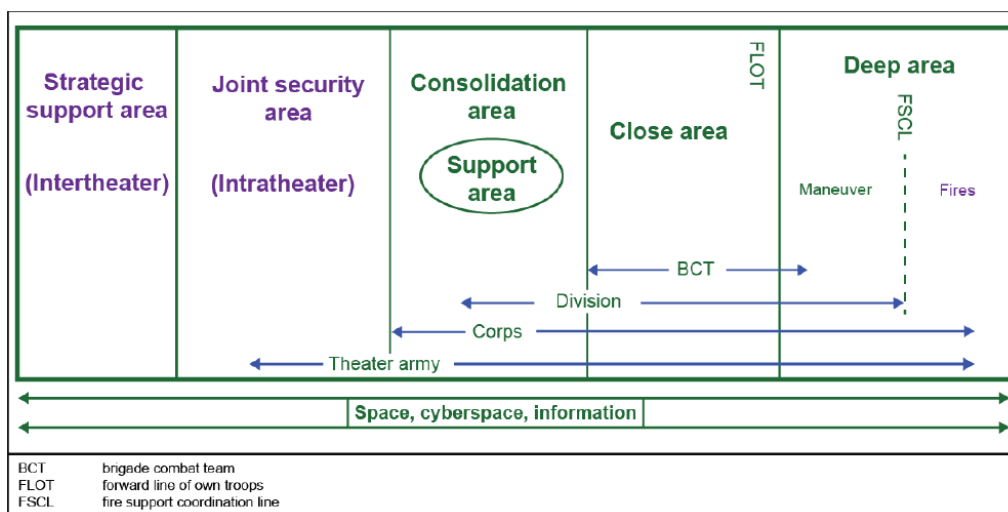 Strategic
support area
(Intertheater)
Joint security
area
(Intratheater)
Consolidation
area
Support
area
Close area
FLOT
Deep area
FSCL
Maneuver
Fires
BCT
Division
Corps
Theater army
Space, cyberspace, information
BCT brigade combat team
FLOT forward line of own troops
FSCL fire support coordination line